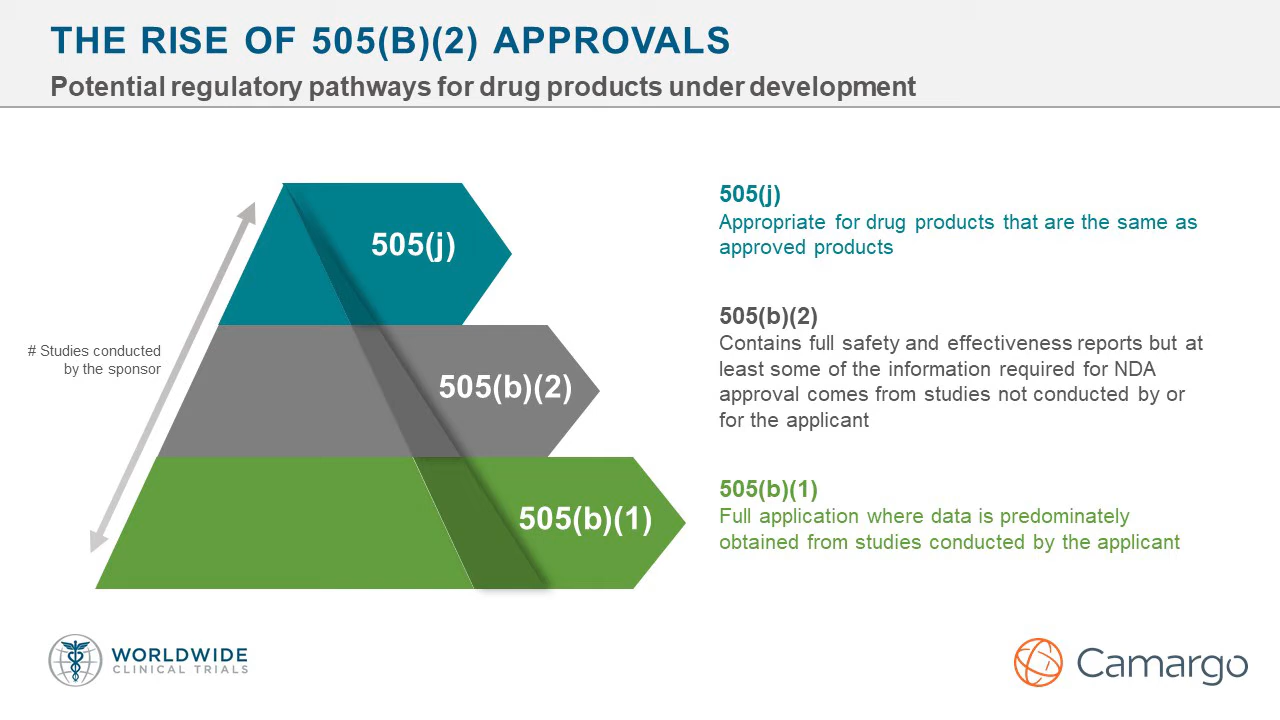 THE RISE OF 505(B)(2) APPROVALS
Potential regulatory pathways for drug products under development
# Studies conducted
by the sponsor
505(j)
505(b)(2)
505(b)(1)
505(j)
Appropriate for drug products that are the same as
approved products
505(b)(2)
Contains full safety and effectiveness reports but at
least some of the information required for NDA
approval comes from studies not conducted by or
for the applicant
505(b)(1)
Full application where data is predominately
obtained from studies conducted by the applicant
WORLDWIDE
CLINICAL TRIALS
Camargo